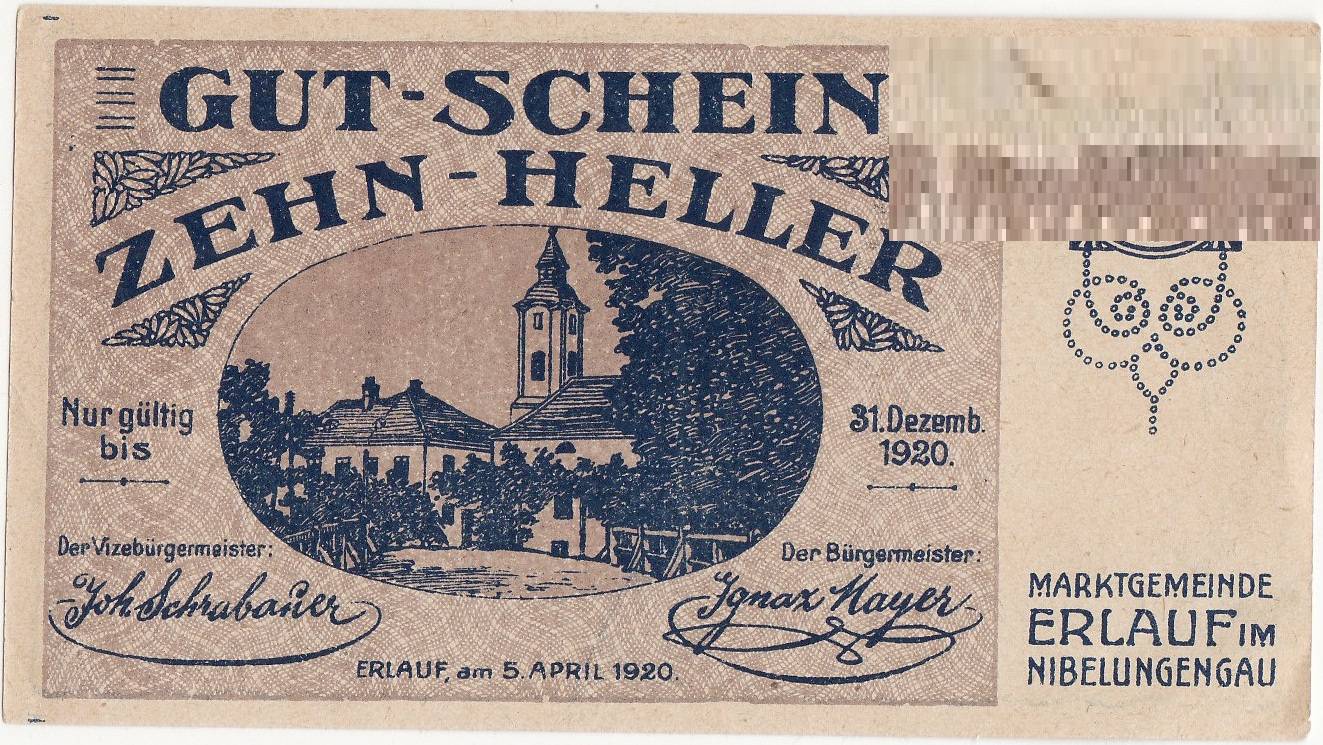 GUT-SCHEIN
ZEHN-HELLER
Nur gültig
bis
31. Dezemb.
1920.
Der Vizebürgermeister:
Joh Schrabauer
Der Bürgermeister:
Ignaz Mayer
ERLAUF, am 5. APRIL 1920.
MARKTGEMEINDE
ERLAUF IM
NIBELUNGENGAU